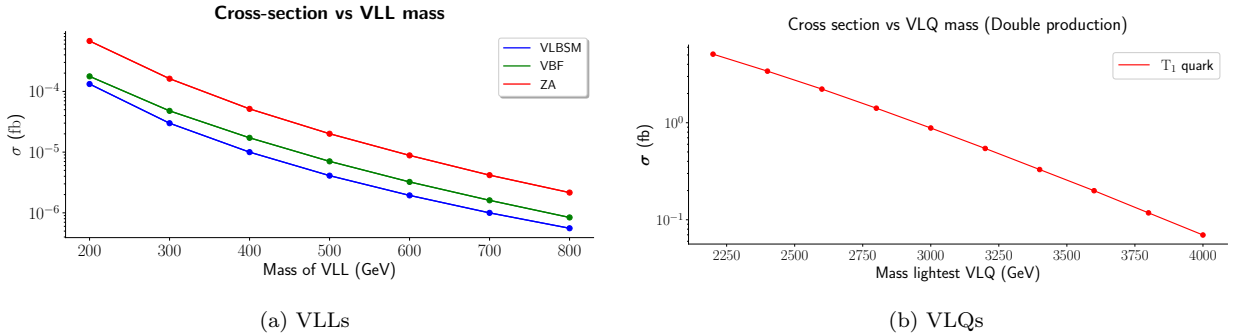 Cross-section vs VLL mass
VLBSM
VBF
ZA
10⁻⁴
10⁻⁵
10⁻⁶
σ (fb)
200 300 400 500 600 700 800
Mass of VLL (GeV)
(a) VLLs
Cross section vs VLQ mass (Double production)
T₁ quark
10⁰
10⁻¹
σ (fb)
2250 2500 2750 3000 3250 3500 3750 4000
Mass lightest VLQ (GeV)
(b) VLQs